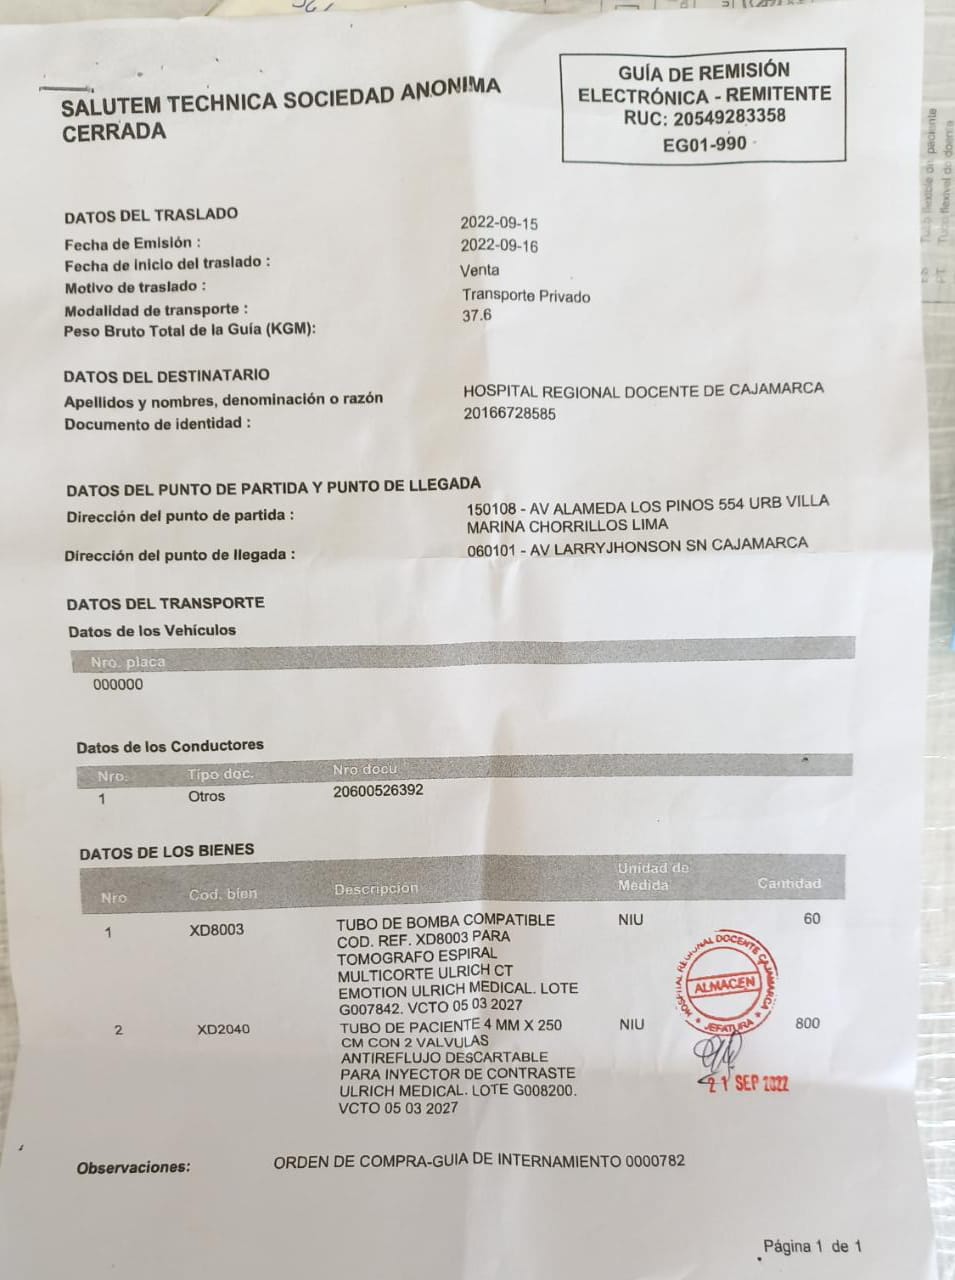 SALUTEM TECHNICA SOCIEDAD ANONIMA
CERRADA
GUÍA DE REMISIÓN
ELECTRÓNICA - REMITENTE
RUC: 20549283358
EG01-990
DATOS DEL TRASLADO
Fecha de Emisión : 2022-09-15
Fecha de inicio del traslado : 2022-09-16
Motivo de traslado : Venta
Modalidad de transporte : Transporte Privado
Peso Bruto Total de la Guía (KGM): 37.6
DATOS DEL DESTINATARIO
Apellidos y nombres, denominación o razón HOSPITAL REGIONAL DOCENTE DE CAJAMARCA
Documento de identidad : 20166728585
DATOS DEL PUNTO DE PARTIDA Y PUNTO DE LLEGADA
Dirección del punto de partida : 150108 - AV ALAMEDA LOS PINOS 554 URB VILLA
MARINA CHORRILLOS LIMA
Dirección del punto de llegada : 060101 - AV LARRYJHONSON SN CAJAMARCA
DATOS DEL TRANSPORTE
Datos de los Vehículos
Nro. placa
000000
Datos de los Conductores
Nro. Tipo doc. Nro docu
1 Otros 20600526392
DATOS DE LOS BIENES
Nro Cod. bien Descripción Unidad de Medida Cantidad
1 XD8003 TUBO DE BOMBA COMPATIBLE NIU 60
COD. REF. XD8003 PARA
TOMOGRAFO ESPIRAL
MULTICORTE ULRICH CT
EMOTION ULRICH MEDICAL. LOTE
G007842. VCTO 05 03 2027
2 XD2040 TUBO DE PACIENTE 4 MM X 250 NIU 800
CM CON 2 VALVULAS
ANTIREFLUJO DESCARTABLE
PARA INYECTOR DE CONTRASTE
ULRICH MEDICAL. LOTE G008200.
VCTO 05 03 2027
HOSPITAL REGIONAL DOCENTE CAJAMARCA
ALMACEN
JEFATURA
21 SEP 2022
Observaciones: ORDEN DE COMPRA-GUIA DE INTERNAMIENTO 0000782
Página 1 de 1